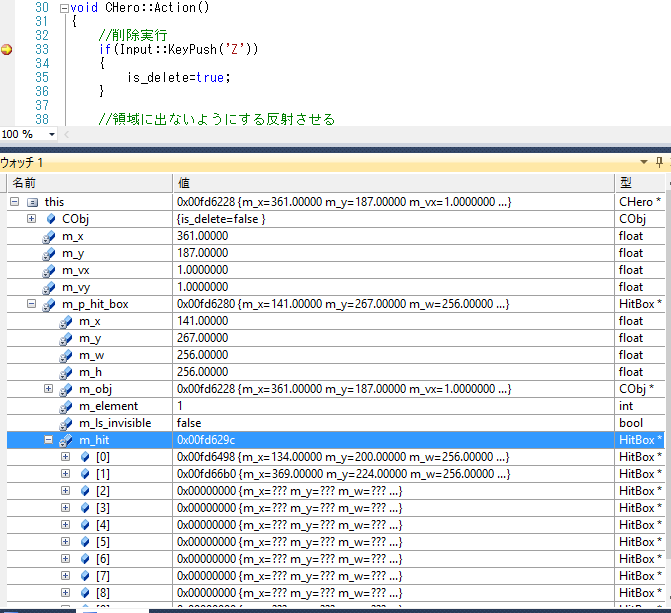 30 void CHero::Action()
31 {
32 //削除実行
33 if(Input::KeyPush('Z'))
34 {
35 is_delete=true;
36 }
37
38 //領域に出ないようにする反射させる
100 %
ウォッチ 1
名前 値 型
this 0x00fd6228 {m_x=361.00000 m_y=187.00000 m_vx=1.0000000 ...} CHero *
CObj {is_delete=false } CObj
m_x 361.00000 float
m_y 187.00000 float
m_vx 1.0000000 float
m_vy 1.0000000 float
m_p_hit_box 0x00fd6280 {m_x=141.00000 m_y=267.00000 m_w=256.00000 ...} HitBox *
m_x 141.00000 float
m_y 267.00000 float
m_w 256.00000 float
m_h 256.00000 float
m_obj 0x00fd6228 {m_x=361.00000 m_y=187.00000 m_vx=1.0000000 ...} CObj *
m_element 1 int
m_Is_invisible false bool
m_hit 0x00fd629c HitBox *
[0] 0x00fd6498 {m_x=134.00000 m_y=200.00000 m_w=256.00000 ...} HitBox *
[1] 0x00fd66b0 {m_x=369.00000 m_y=224.00000 m_w=256.00000 ...} HitBox *
[2] 0x00000000 {m_x=??? m_y=??? m_w=??? ...} HitBox *
[3] 0x00000000 {m_x=??? m_y=??? m_w=??? ...} HitBox *
[4] 0x00000000 {m_x=??? m_y=??? m_w=??? ...} HitBox *
[5] 0x00000000 {m_x=??? m_y=??? m_w=??? ...} HitBox *
[6] 0x00000000 {m_x=??? m_y=??? m_w=??? ...} HitBox *
[7] 0x00000000 {m_x=??? m_y=??? m_w=??? ...} HitBox *
[8] 0x00000000 {m_x=??? m_y=??? m_w=??? ...} HitBox *